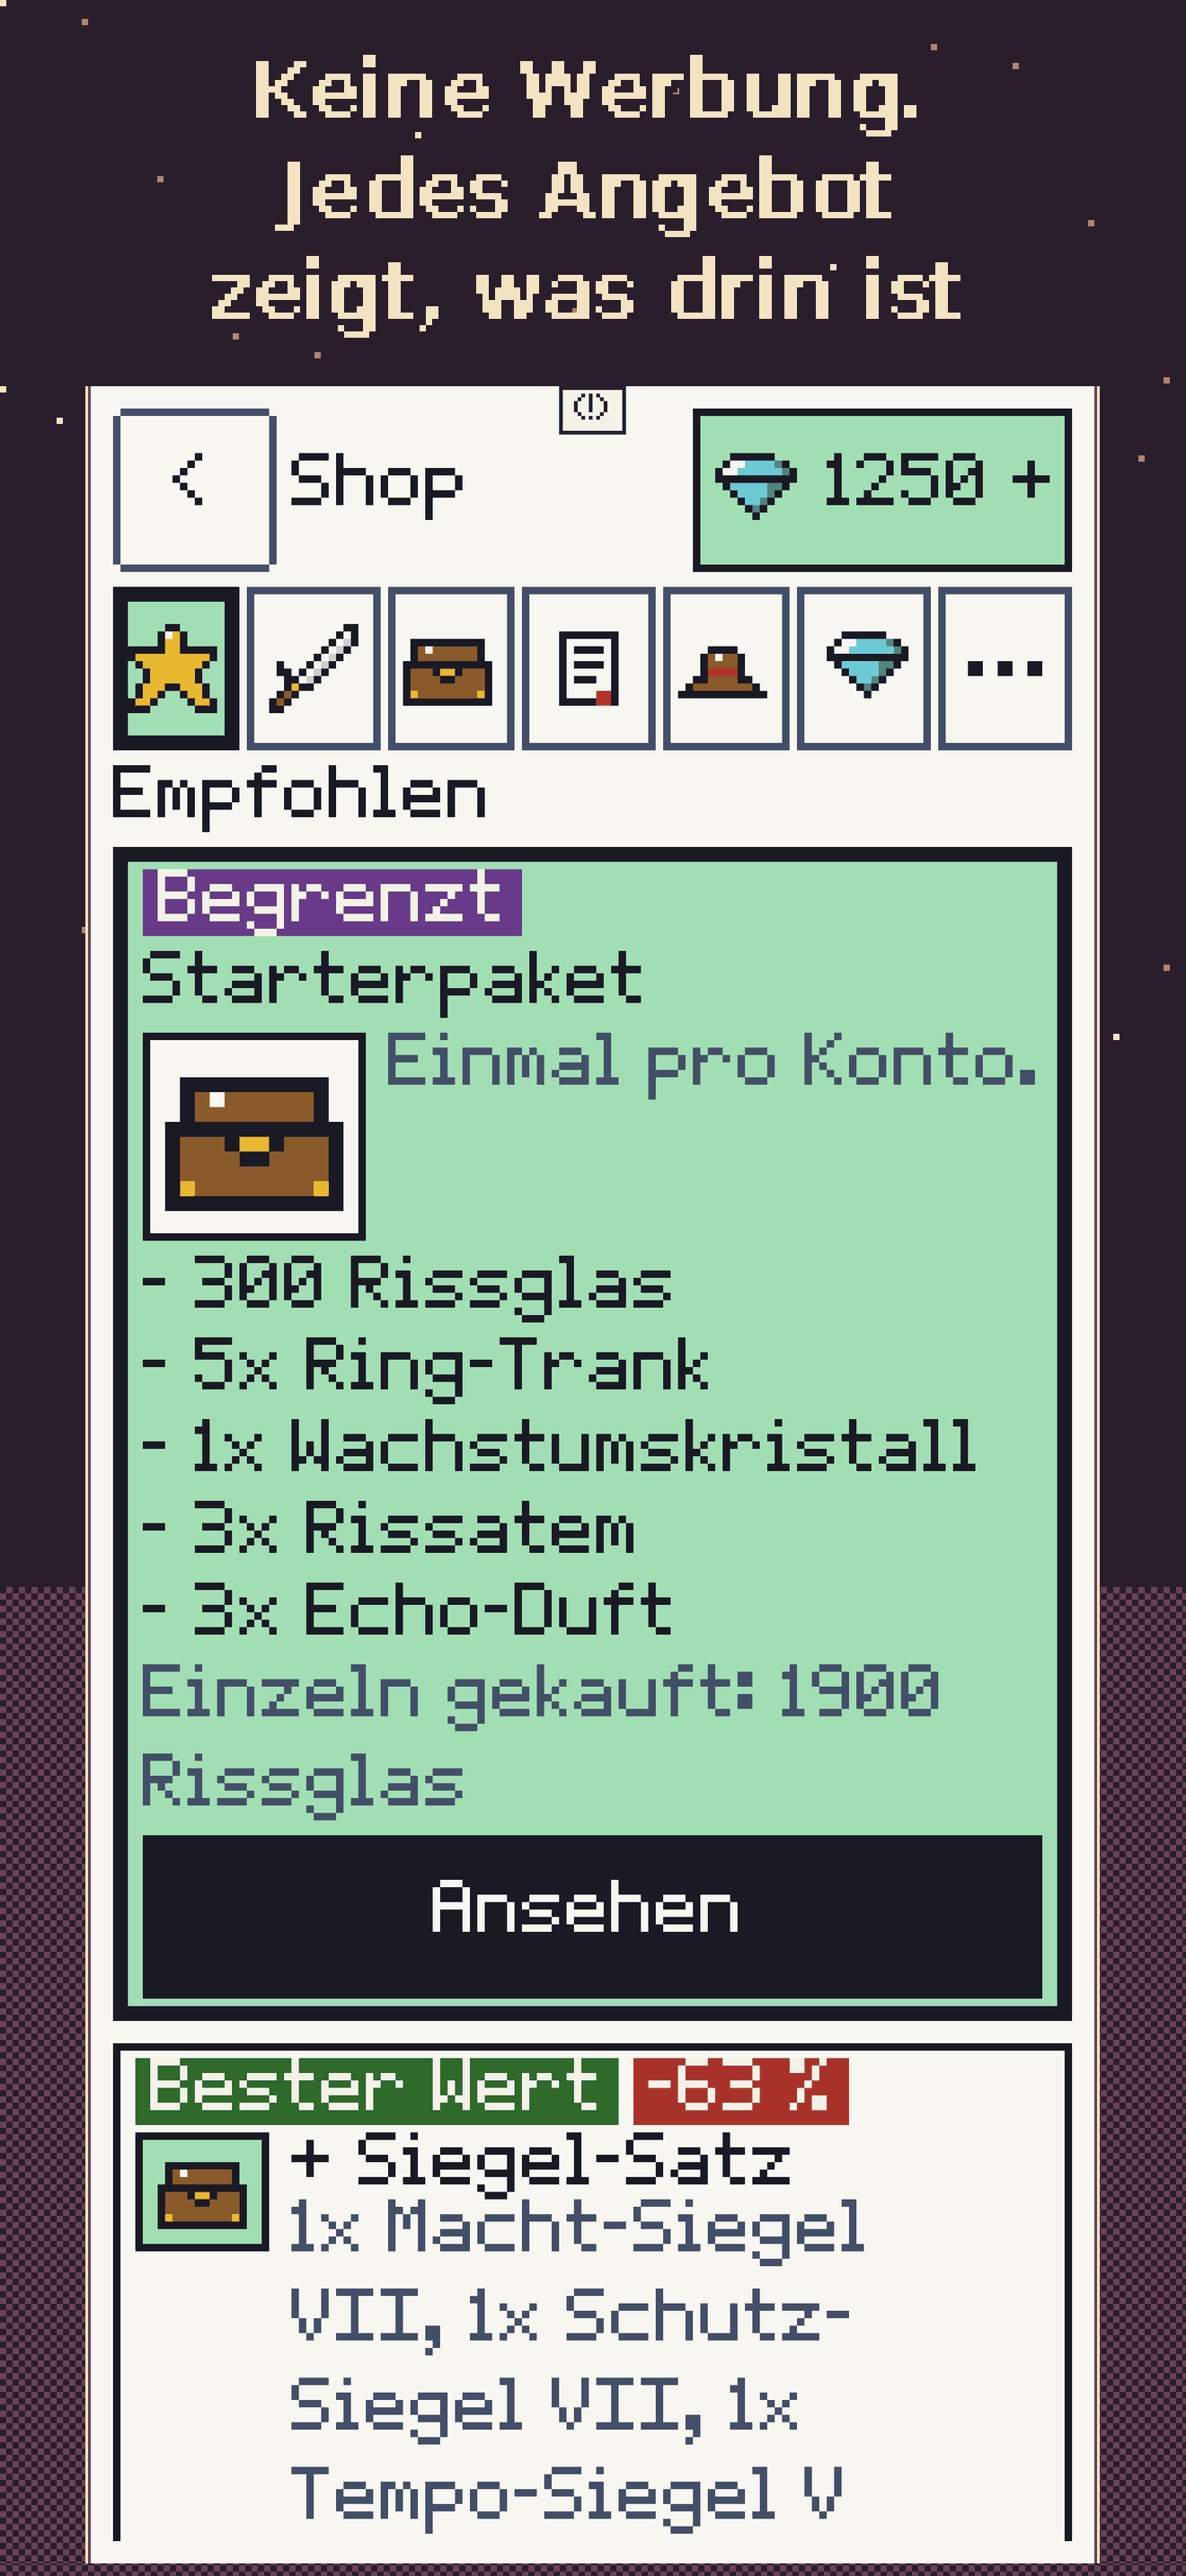 Keine Werbung.
Jedes Angebot
zeigt, was drin ist
Shop
1250 +
Empfohlen
Begrenzt
Starterpaket
Einmal pro Konto.
- 300 Rissglas
- 5x Ring-Trank
- 1x Wachstumskristall
- 3x Rissatem
- 3x Echo-Duft
Einzeln gekauft: 1900
Rissglas
Ansehen
Bester Wert -63 %
+ Siegel-Satz
1x Macht-Siegel
VII, 1x Schutz-
Siegel VII, 1x
Tempo-Siegel V